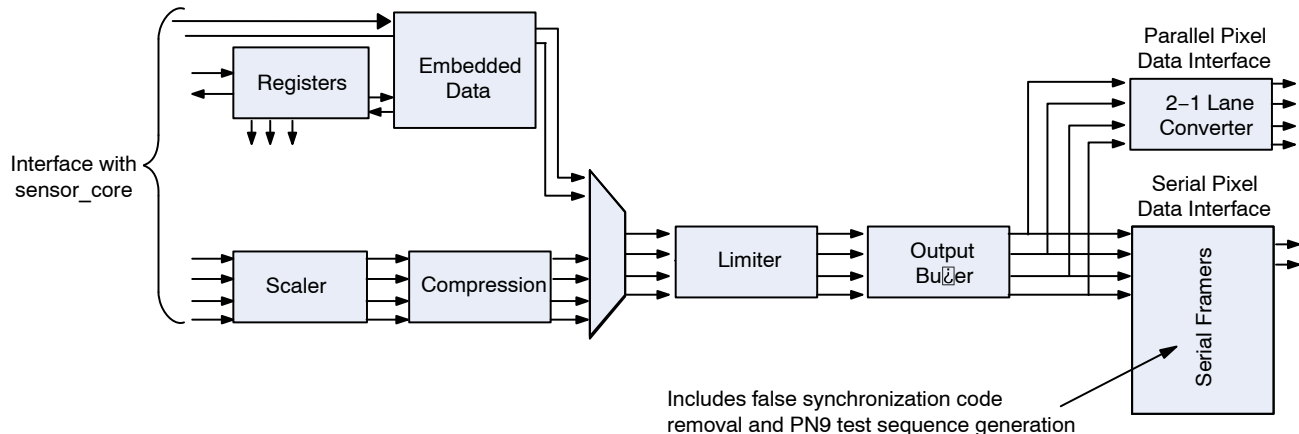 Interface with
sensor_core
Registers
Embedded
Data
Scaler
Compression
Limiter
Output
Parallel Pixel
Data Interface
2−1 Lane
Converter
Serial Pixel
Data Interface
Serial Framers
Includes false synchronization code
removal and PN9 test sequence generation